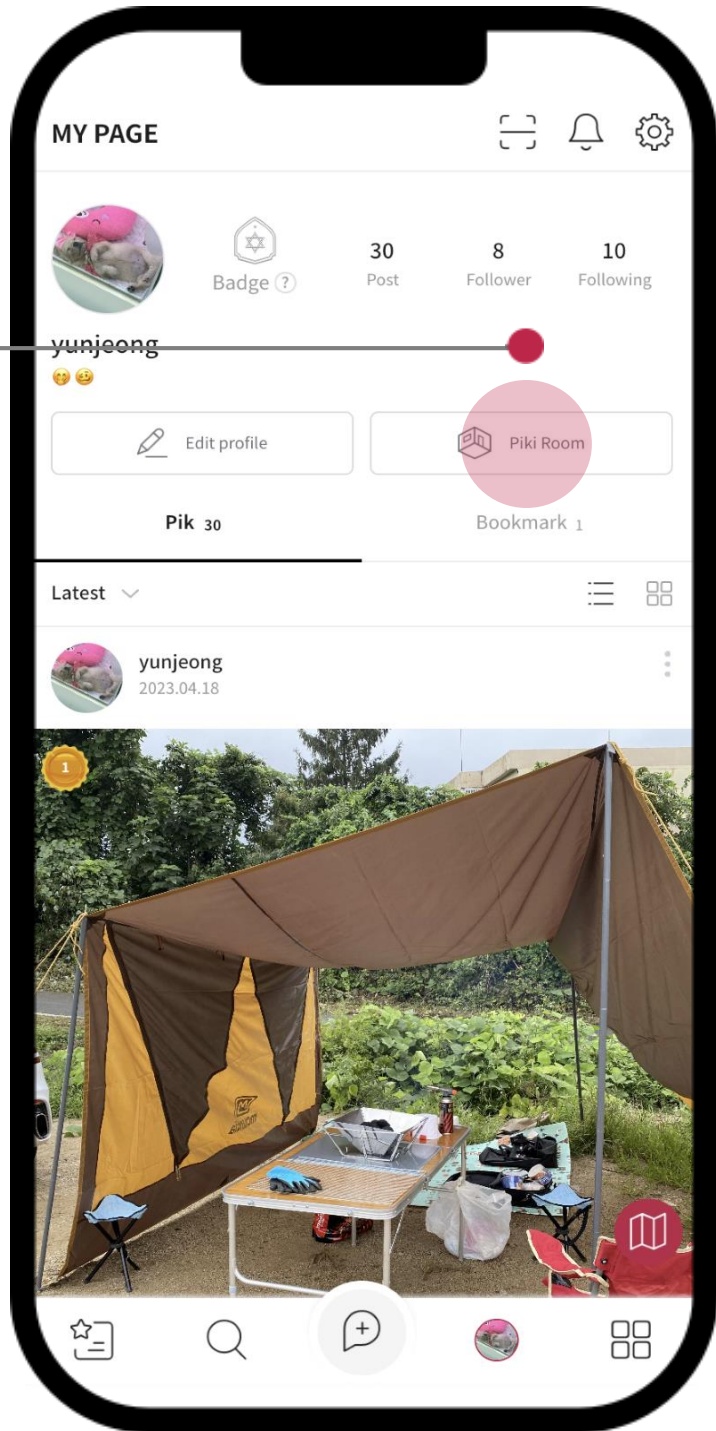 MY PAGE
30
8
10
Badge ?
Post
Follower
Following
yunjeong
Edit profile
Piki Room
Pik 30
Bookmark 1
Latest
yunjeong
2023.04.18
1